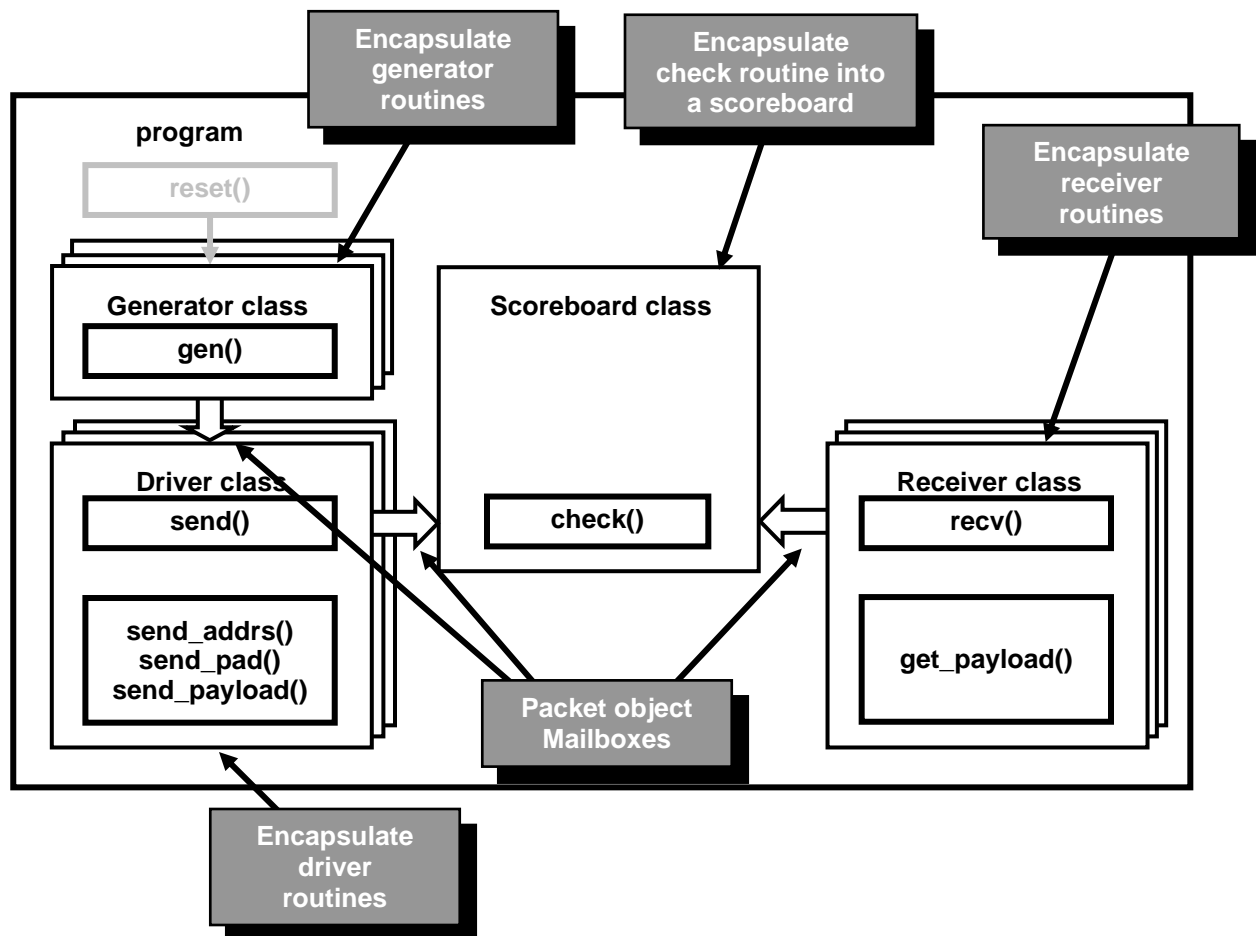 Encapsulate
generator
routines
Encapsulate
check routine into
a scoreboard
Encapsulate
receiver
routines
program
reset()
Generator class
gen()
Scoreboard class
check()
Driver class
send()
send_addrs()
send_pad()
send_payload()
Receiver class
recv()
get_payload()
Packet object
Mailboxes
Encapsulate
driver
routines